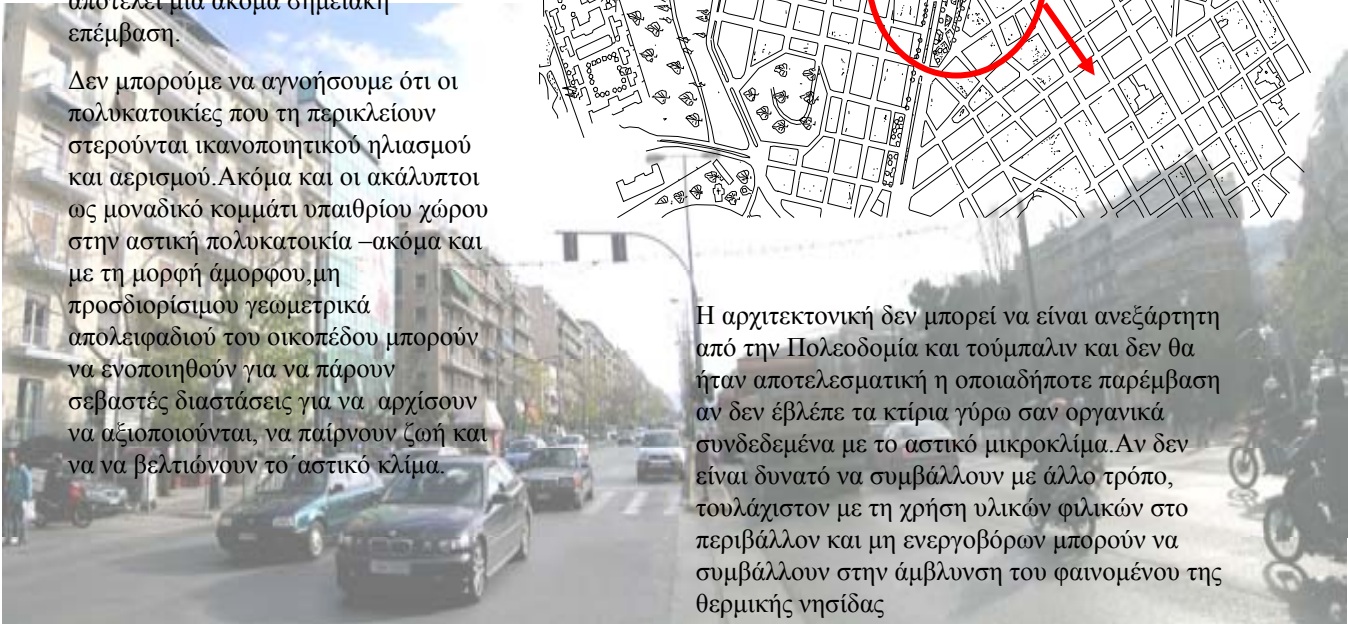 αποτελεί μια ακόμα σημειακή
επέμβαση.
Δεν μπορούμε να αγνοήσουμε ότι οι
πολυκατοικίες που τη περικλείουν
στερούνται ικανοποιητικού ηλιασμού
και αερισμού.Ακόμα και οι ακάλυπτοι
ως μοναδικό κομμάτι υπαιθρίου χώρου
στην αστική πολυκατοικία –ακόμα και
με τη μορφή άμορφου,μη
προσδιορίσιμου γεωμετρικά
απολειφαδιού του οικοπέδου μπορούν
να ενοποιηθούν για να πάρουν
σεβαστές διαστάσεις για να αρχίσουν
να αξιοποιούνται, να παίρνουν ζωή και
να να βελτιώνουν το΄αστικό κλίμα.
Η αρχιτεκτονική δεν μπορεί να είναι ανεξάρτητη
από την Πολεοδομία και τούμπαλιν και δεν θα
ήταν αποτελεσματική η οποιαδήποτε παρέμβαση
αν δεν έβλέπε τα κτίρια γύρω σαν οργανικά
συνδεδεμένα με το αστικό μικροκλίμα.Αν δεν
είναι δυνατό να συμβάλλουν με άλλο τρόπο,
τουλάχιστον με τη χρήση υλικών φιλικών στο
περιβάλλον και μη ενεργοβόρων μπορούν να
συμβάλλουν στην άμβλυνση του φαινομένου της
θερμικής νησίδας